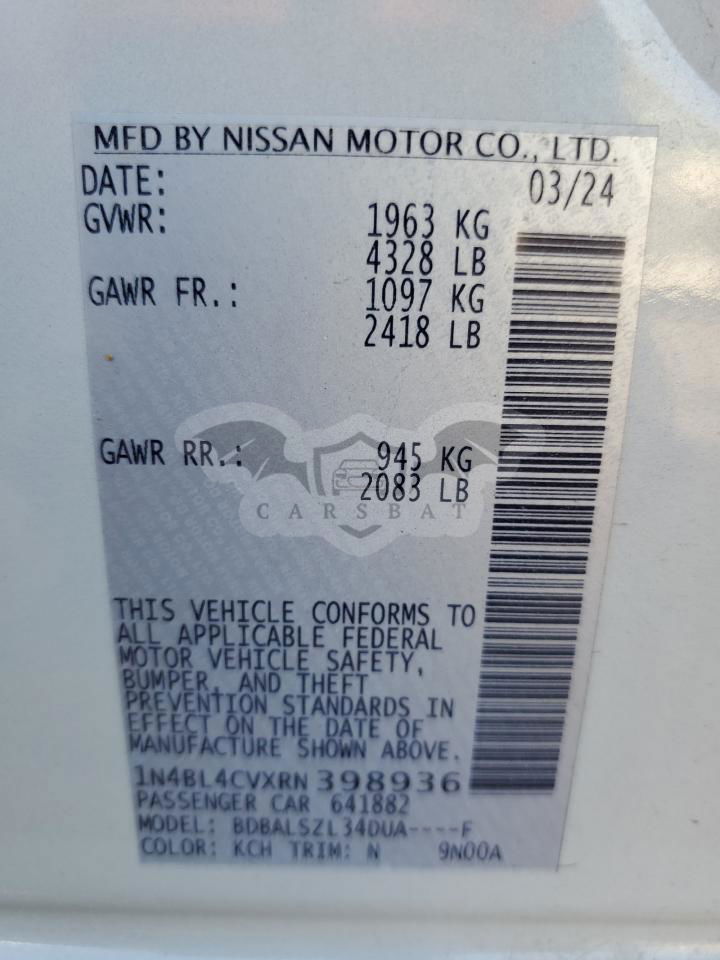 MFD BY NISSAN MOTOR CO., LTD.
DATE: 03/24
GVWR: 1963 KG
4328 LB
GAWR FR.: 1097 KG
2418 LB
GAWR RR.: 945 KG
2083 LB
CARSBAT
THIS VEHICLE CONFORMS TO
ALL APPLICABLE FEDERAL
MOTOR VEHICLE SAFETY,
BUMPER, AND THEFT
PREVENTION STANDARDS IN
EFFECT ON THE DATE OF
MANUFACTURE SHOWN ABOVE.
1N4BL4CVXRN 398936
PASSENGER CAR 641882
MODEL: BDBALSZL34DUA----F
COLOR: KCH TRIM: N 9N00A